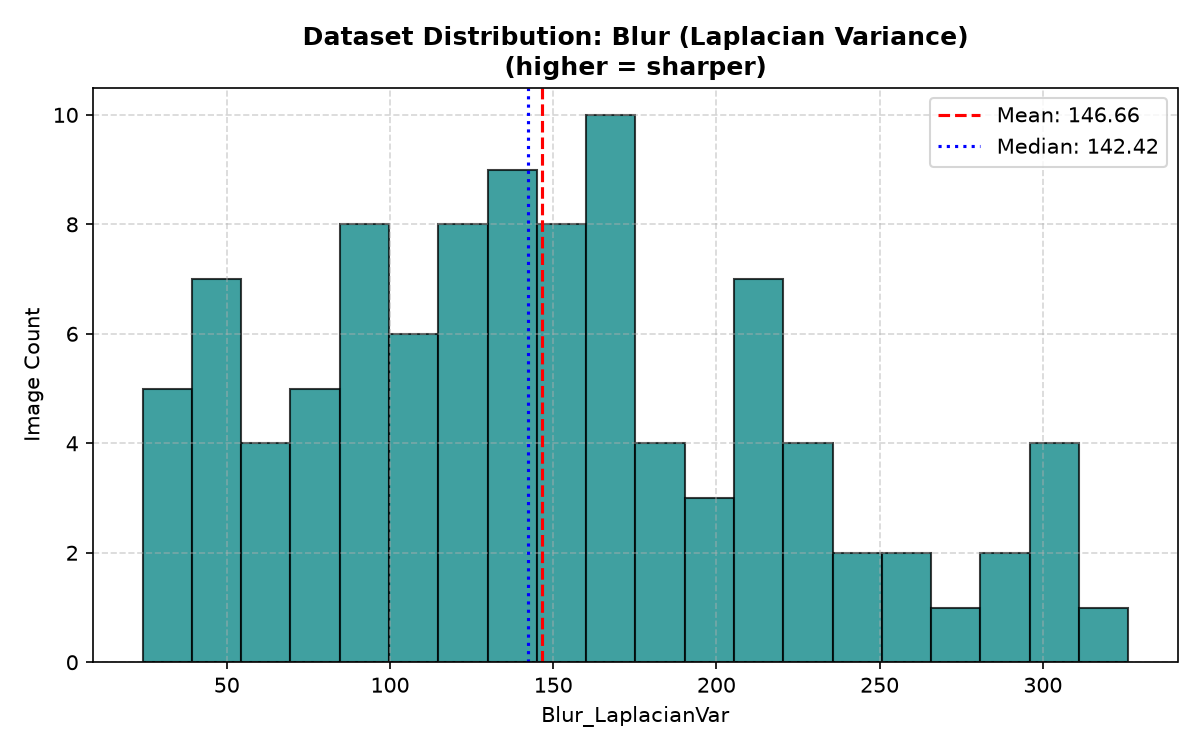 Dataset Distribution: Blur (Laplacian Variance)
(higher = sharper)
Mean: 146.66
Median: 142.42
10
8
6
4
2
0
Image Count
50 100 150 200 250 300
Blur_LaplacianVar